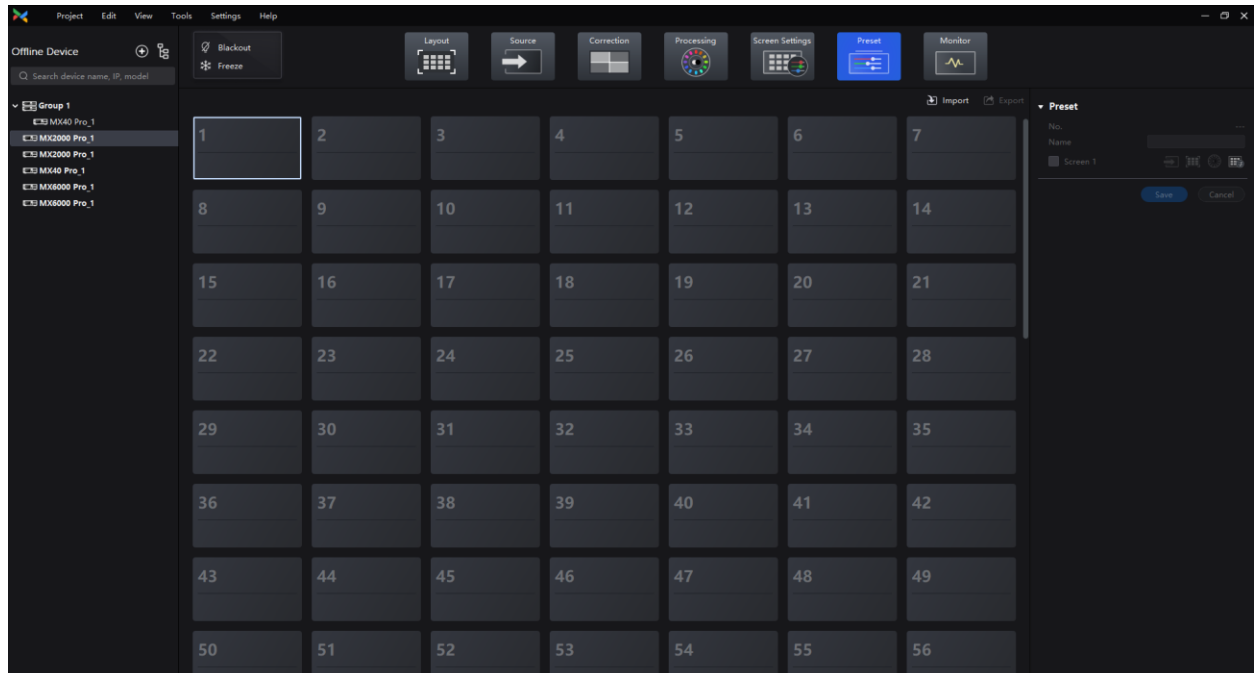 Project Edit View Tools Settings Help
Offline Device
Search device name, IP, model
Group 1
MX40 Pro_1
MX2000 Pro_1
MX2000 Pro_1
MX40 Pro_1
MX6000 Pro_1
MX6000 Pro_1
Blackout
Freeze
Layout Source Correction Processing Screen Settings Preset Monitor
Import Export
1 2 3 4 5 6 7
8 9 10 11 12 13 14
15 16 17 18 19 20 21
22 23 24 25 26 27 28
29 30 31 32 33 34 35
36 37 38 39 40 41 42
43 44 45 46 47 48 49
50 51 52 53 54 55 56
Preset
No. ---
Name
Screen 1
Save Cancel